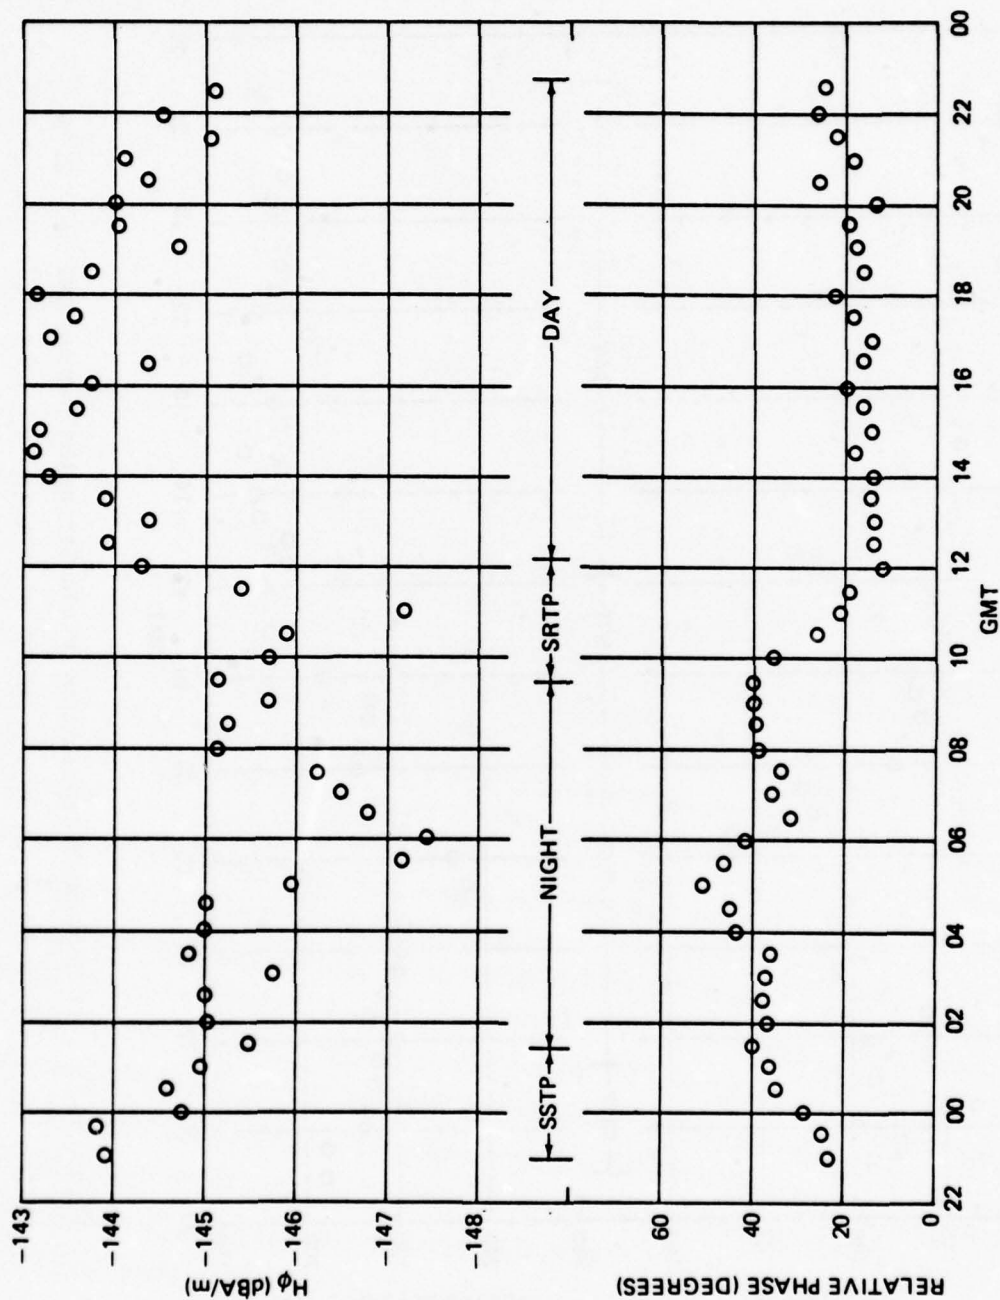 Hφ (dBA/m)
−143
−144
−145
−146
−147
−148
SSTP
NIGHT
SRTP
DAY
RELATIVE PHASE (DEGREES)
60
40
20
0
22 00 02 04 06 08 10 12 14 16 18 20 22 00
GMT